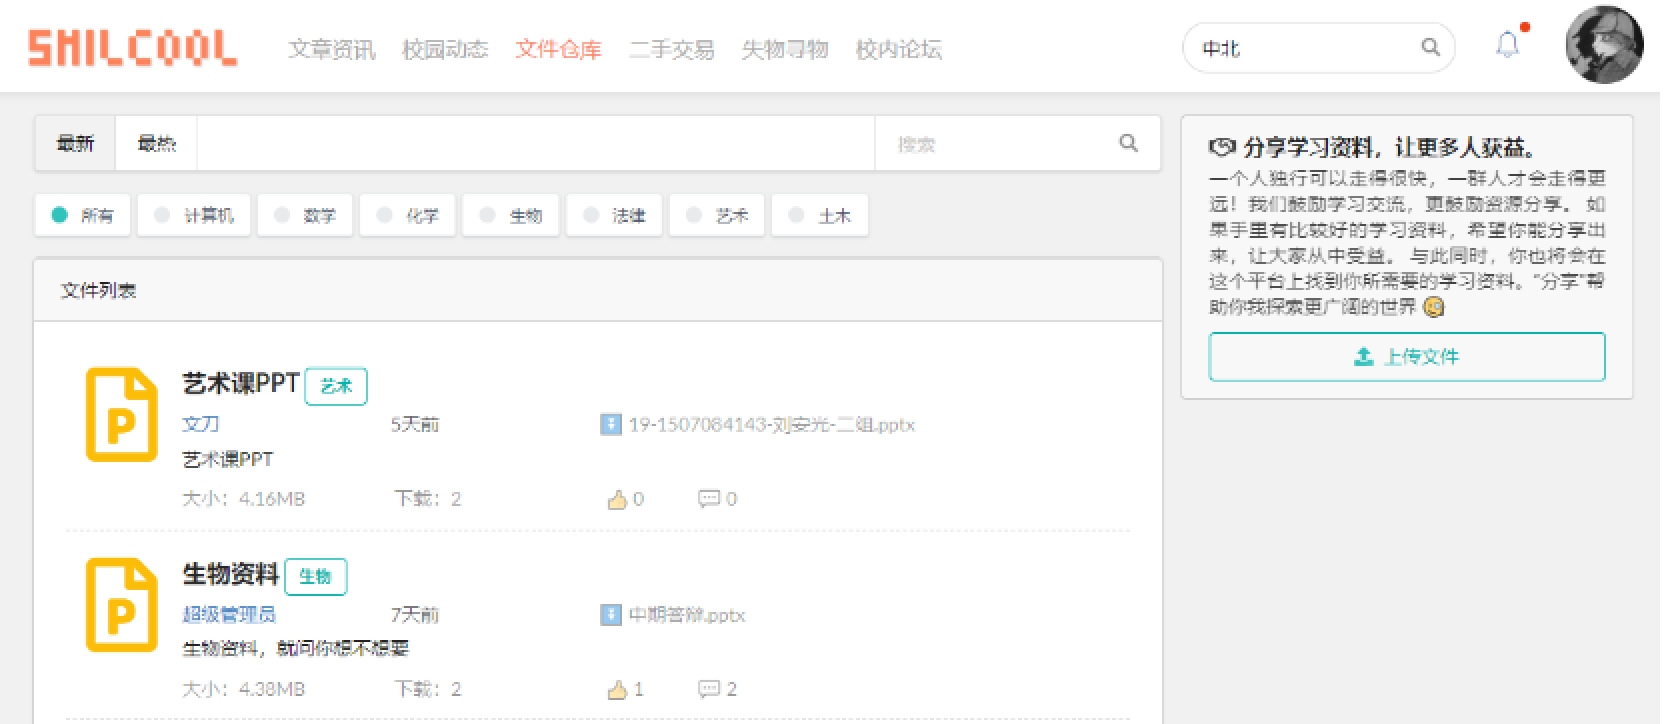 SMILCOOL 文章资讯 校园动态 文件仓库 二手交易 失物寻物 校内论坛 中北
最新 最热 搜索
所有 计算机 数学 化学 生物 法律 艺术 土木
文件列表
艺术课PPT 艺术
文刀 5天前 19-1507084143-刘安光-二组.pptx
艺术课PPT
大小：4.16MB 下载：2 0 0
生物资料 生物
超级管理员 7天前 中期答辩.pptx
生物资料，就问你想不想要
大小：4.38MB 下载：2 1 2
分享学习资料，让更多人获益。
一个人独行可以走得很快，一群人才会走得更
远！我们鼓励学习交流，更鼓励资源分享。 如
果手里有比较好的学习资料，希望你能分享出
来，让大家从中受益。 与此同时，你也将会在
这个平台上找到你所需要的学习资料。“分享”帮
助你我探索更广阔的世界
上传文件